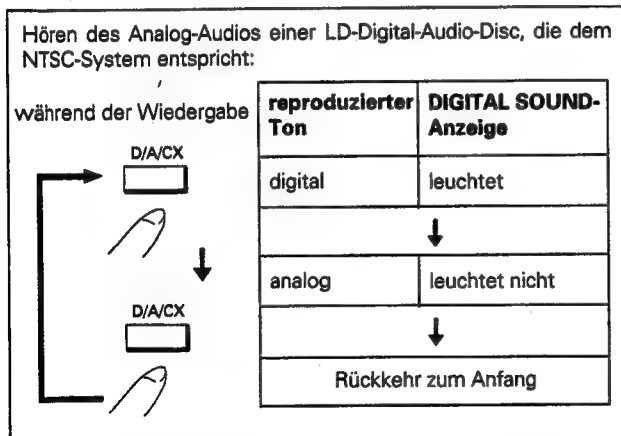 Hören des Analog-Audios einer LD-Digital-Audio-Disc, die dem
NTSC-System entspricht:
während der Wiedergabe
D/A/CX
D/A/CX
reproduzierter Ton
DIGITAL SOUND-Anzeige
digital
leuchtet
analog
leuchtet nicht
Rückkehr zum Anfang